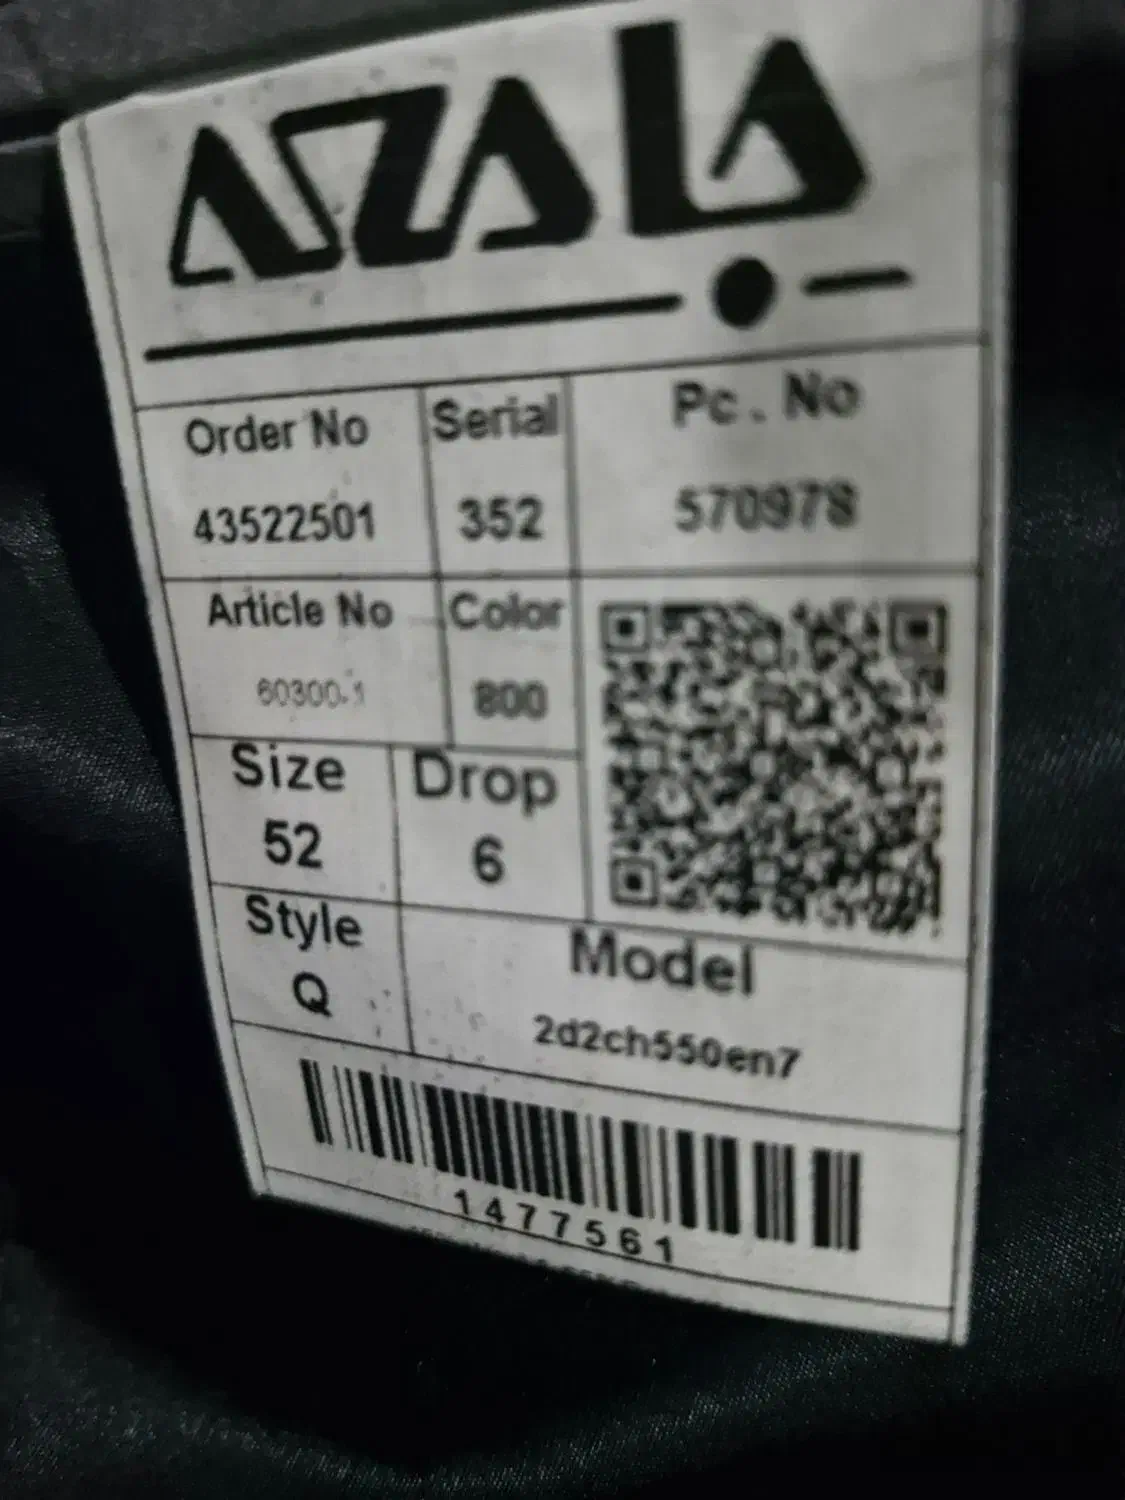 AZALA
Order No Serial Pc . No
43522501 352 570978
Article No Color
60300-1 800
Size Drop
52 6
Style Model
Q 2d2ch550en7
1477561